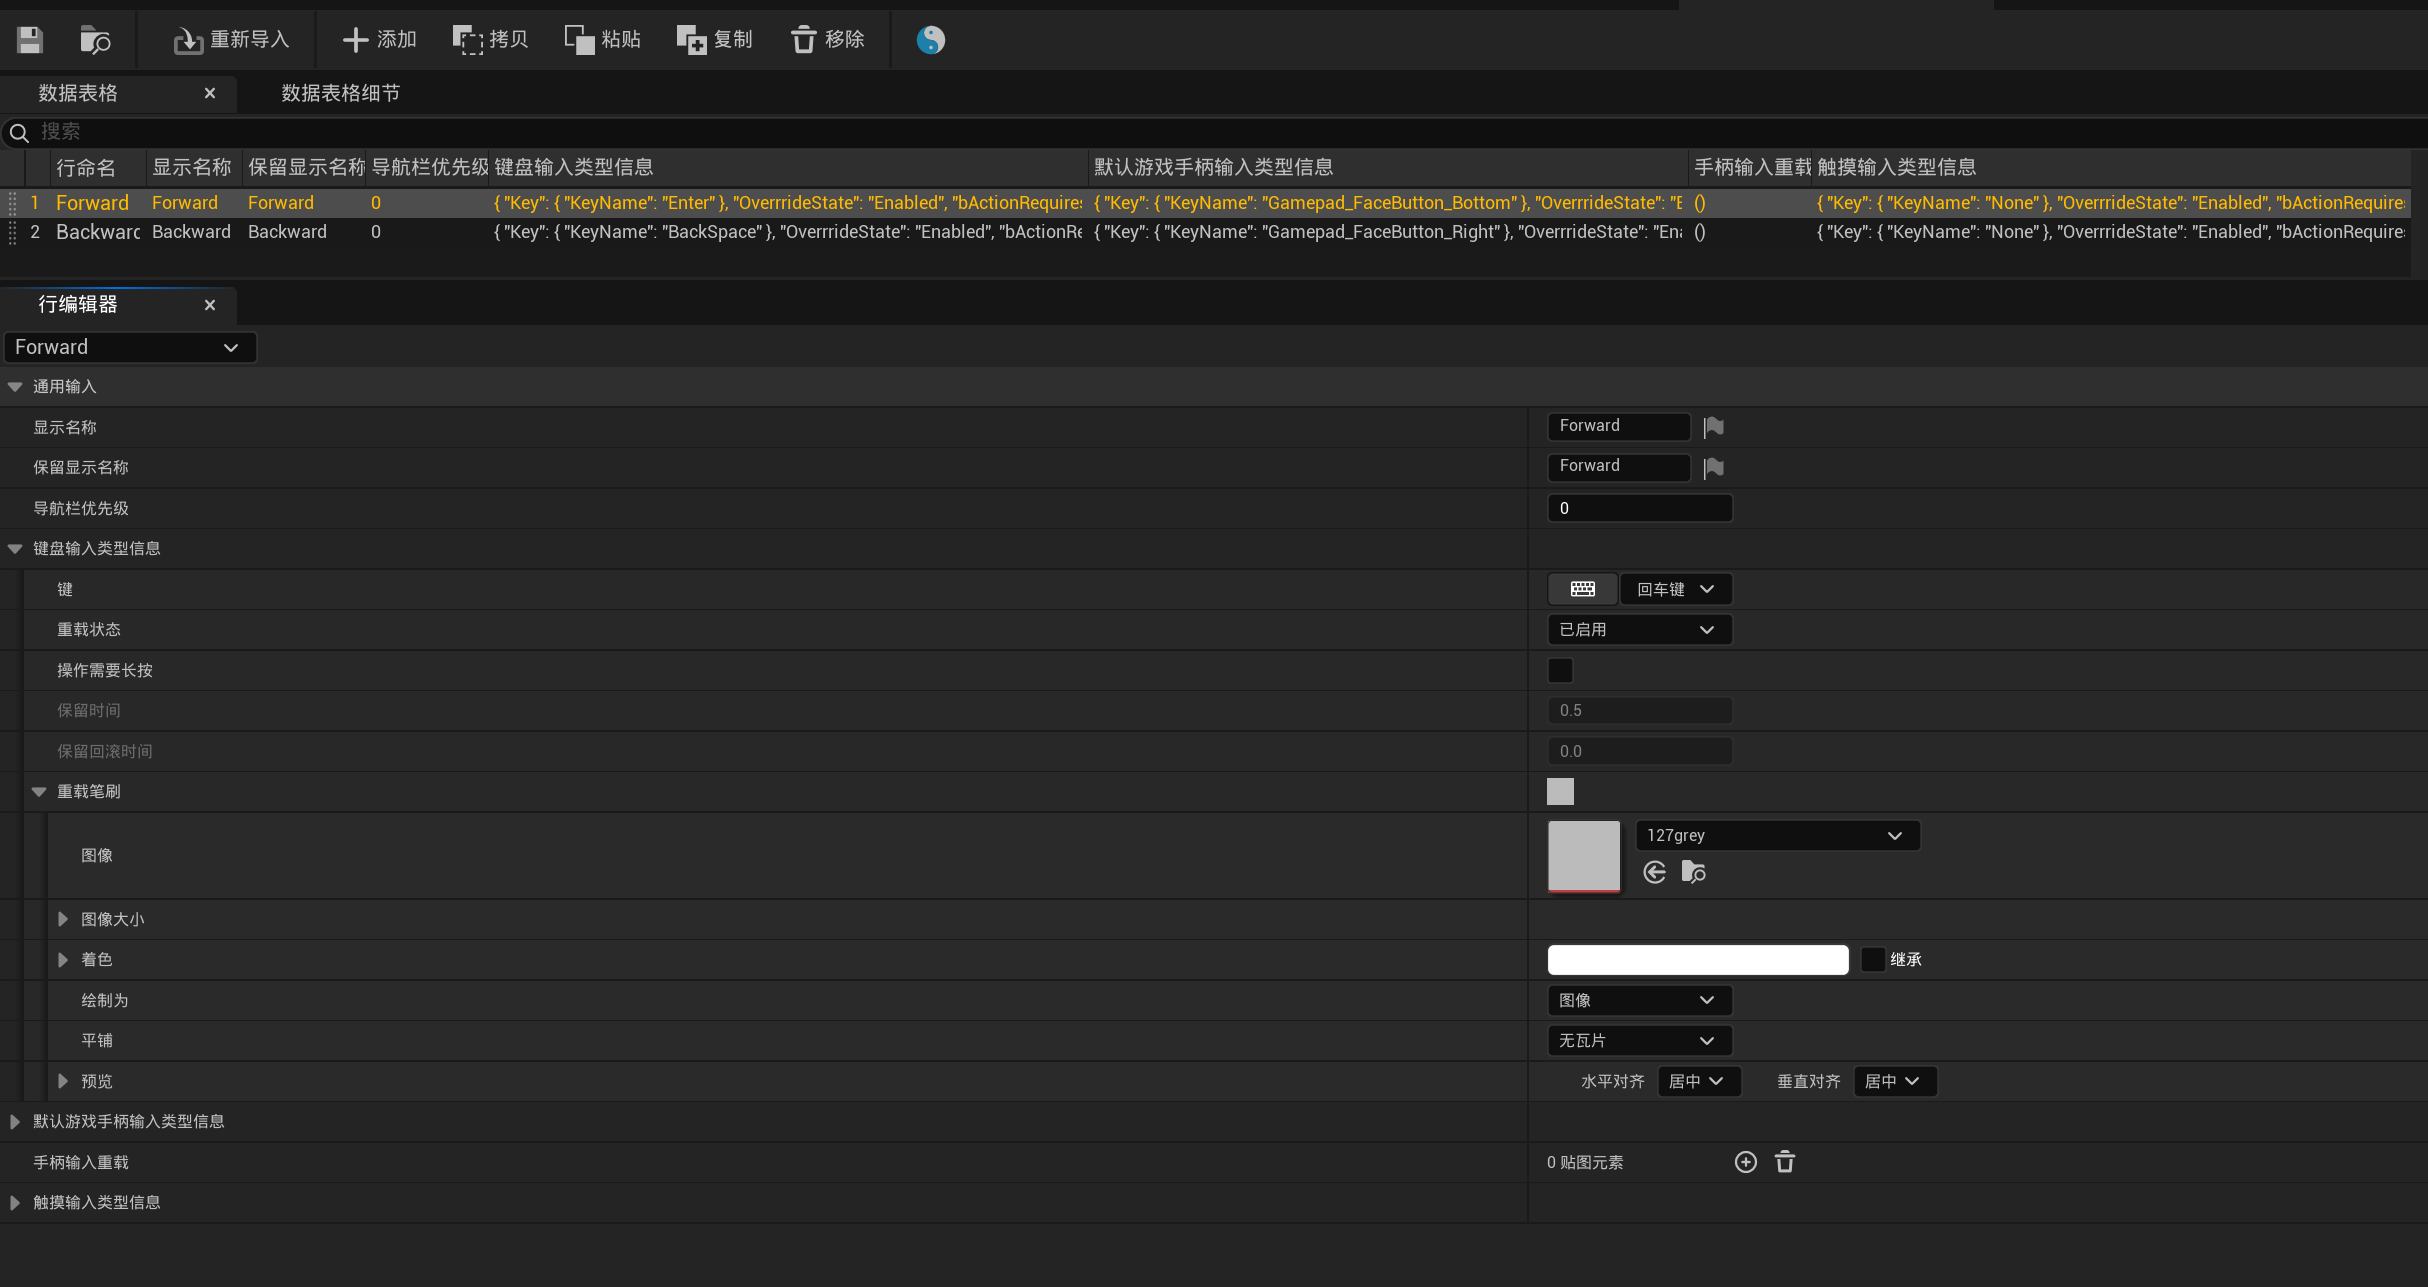 重新导入 添加 拷贝 粘贴 复制 移除
数据表格 数据表格细节
搜索
行命名 显示名称 保留显示名称 导航栏优先级 键盘输入类型信息 默认游戏手柄输入类型信息 手柄输入重载 触摸输入类型信息
1 Forward Forward Forward 0 { "Key": { "KeyName": "Enter" }, "OverrrideState": "Enabled", "bActionRequires { "Key": { "KeyName": "Gamepad_FaceButton_Bottom" }, "OverrrideState": "E () { "Key": { "KeyName": "None" }, "OverrrideState": "Enabled", "bActionRequire
2 Backward Backward Backward 0 { "Key": { "KeyName": "BackSpace" }, "OverrrideState": "Enabled", "bActionRe { "Key": { "KeyName": "Gamepad_FaceButton_Right" }, "OverrrideState": "Ena () { "Key": { "KeyName": "None" }, "OverrrideState": "Enabled", "bActionRequire
行编辑器
Forward
通用输入
显示名称 Forward
保留显示名称 Forward
导航栏优先级 0
键盘输入类型信息
键 回车键
重载状态 已启用
操作需要长按
保留时间 0.5
保留回滚时间 0.0
重载笔刷
图像 127grey
图像大小
着色 继承
绘制为 图像
平铺 无瓦片
预览 水平对齐 居中 垂直对齐 居中
默认游戏手柄输入类型信息
手柄输入重载 0 贴图元素
触摸输入类型信息